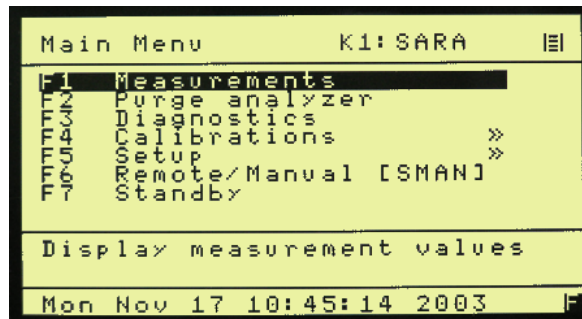 Main Menu K1:SARA
F1 Measurements
F2 Purge analyzer
F3 Diagnostics
F4 Calibrations »
F5 Setup »
F6 Remote/Manual [SMAN]
F7 Standby
Display measurement values
Mon Nov 17 10:45:14 2003